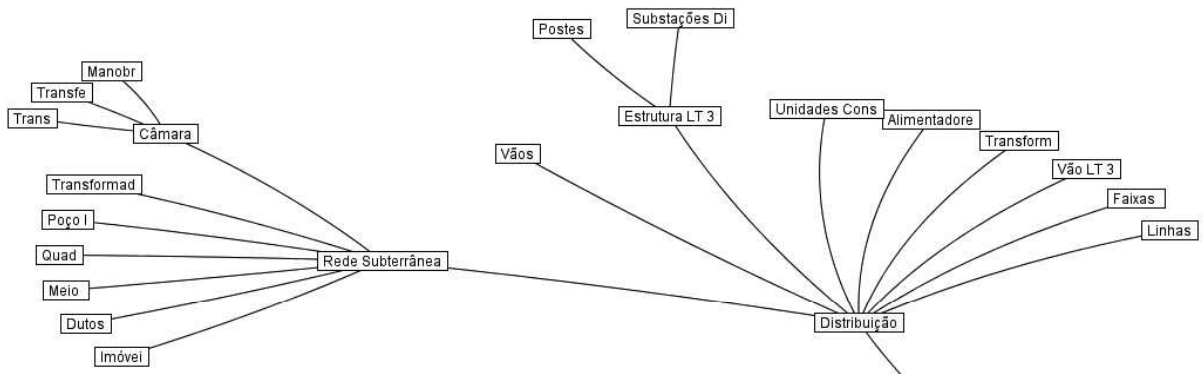 Substações Di
Postes
Manobr
Transfe
Trans
Câmara
Estrutura LT 3
Unidades Cons
Alimentadore
Transform
Vãos
Vão LT 3
Transformad
Faixas
Poço I
Linhas
Quad
Rede Subterrânea
Meio
Dutos
Distribuição
Imóvei